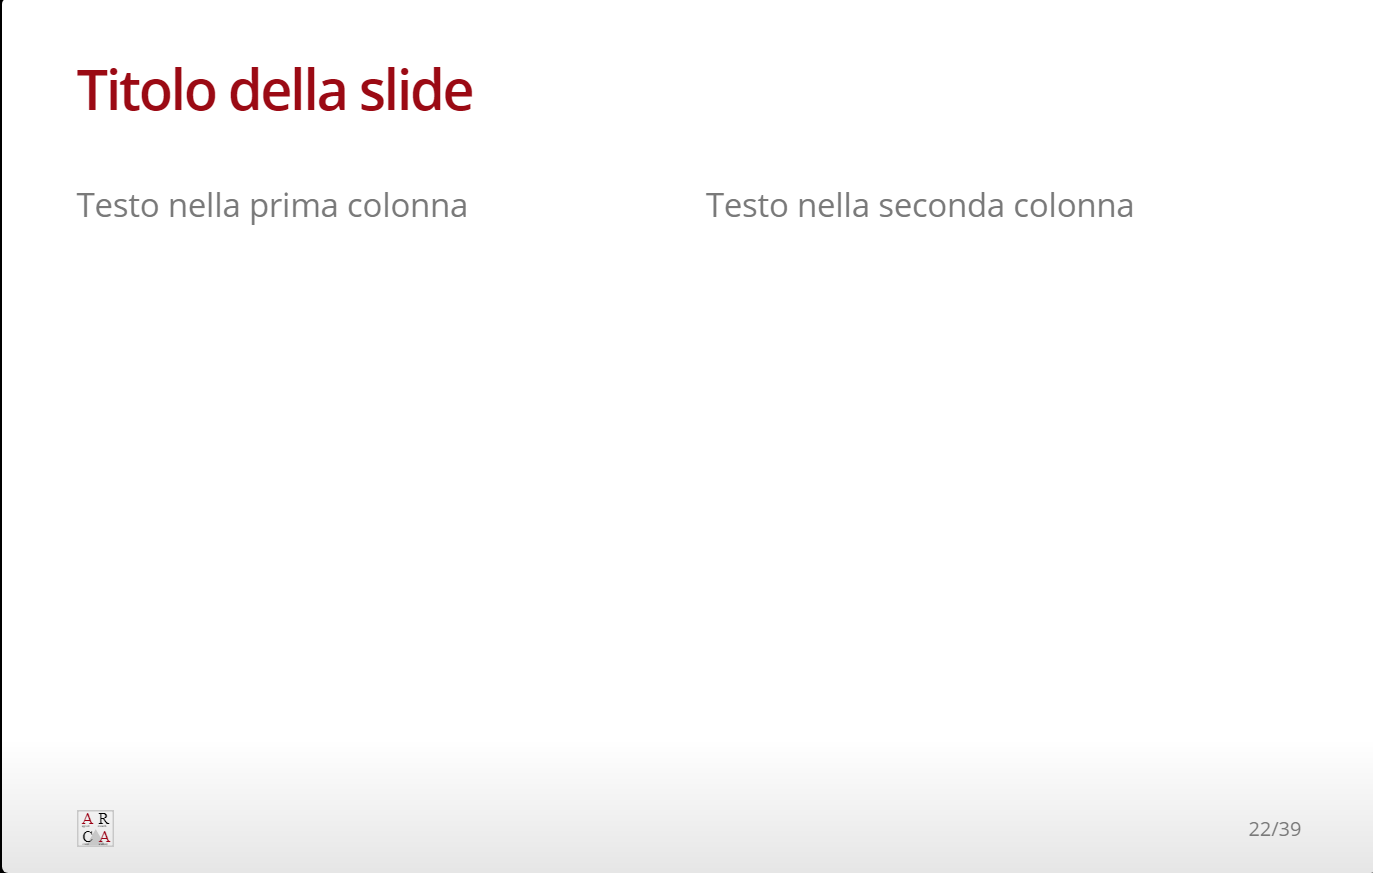 Titolo della slide
Testo nella prima colonna
Testo nella seconda colonna
A R
C A
22/39